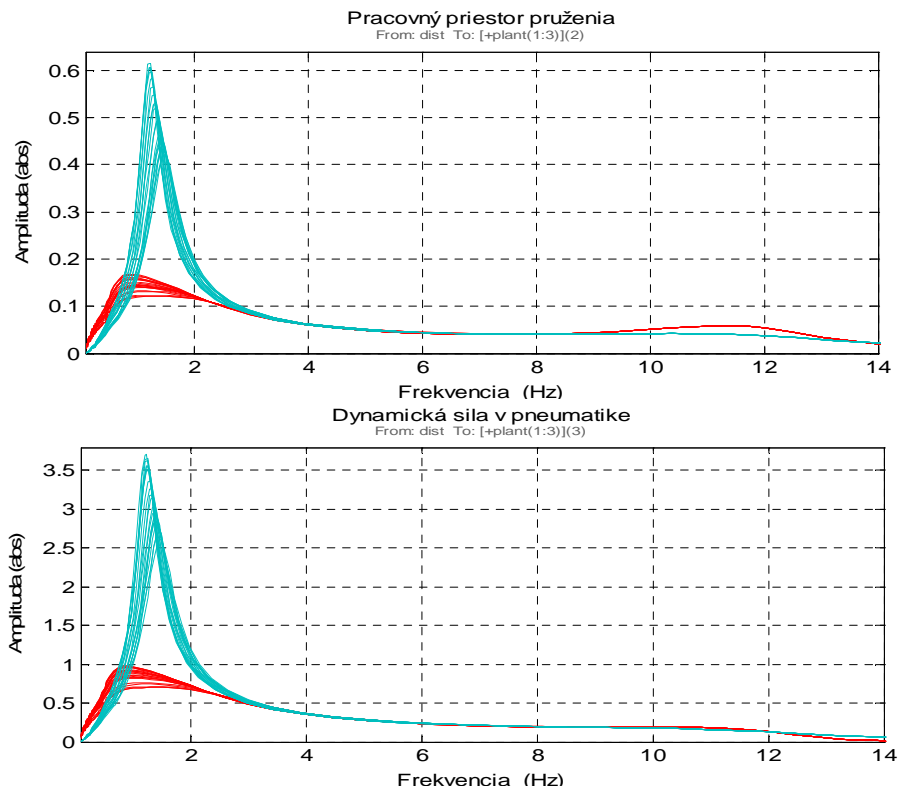 Pracovný priestor pruženia
From: dist To: [+plant(1:3)](2)
0.6
0.5
0.4
0.3
0.2
0.1
0
Amplituda (abs)
2 4 6 8 10 12 14
Frekvencia (Hz)
Dynamická sila v pneumatike
From: dist To: [+plant(1:3)](3)
3.5
3
2.5
2
1.5
1
0.5
0
Amplituda (abs)
2 4 6 8 10 12 14
Frekvencia (Hz)